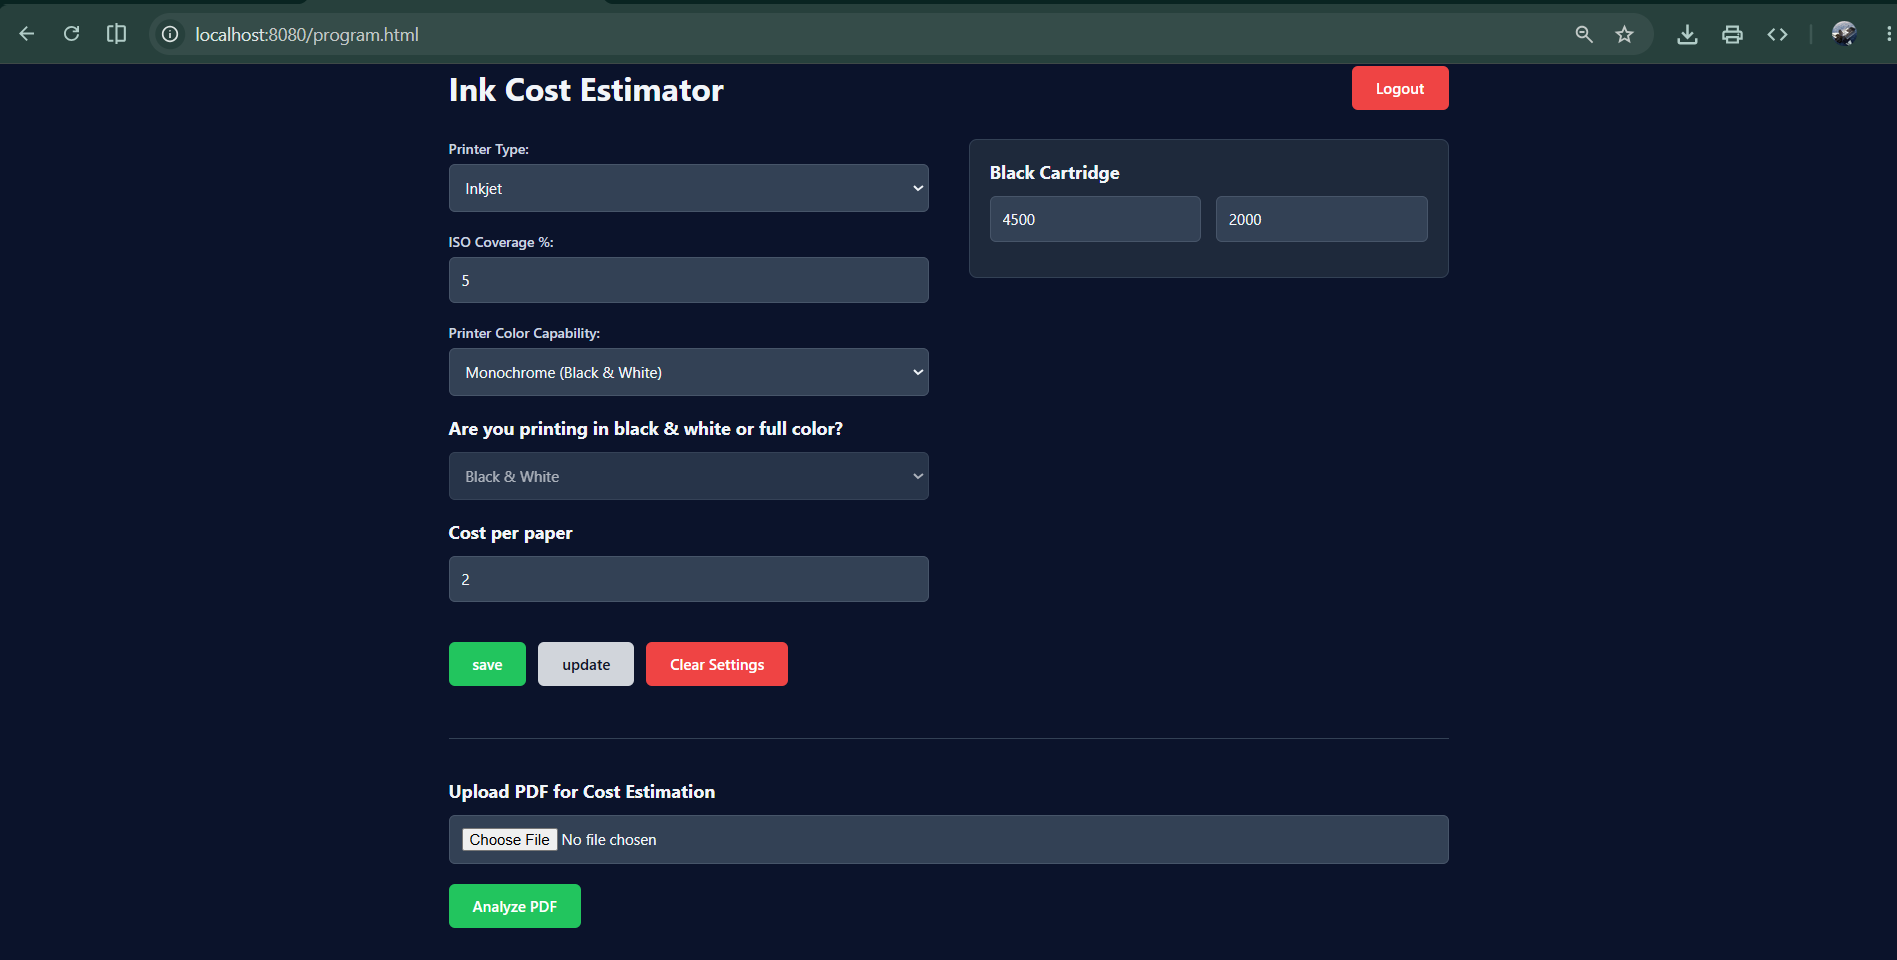 localhost:8080/program.html
Ink Cost Estimator
Logout
Printer Type:
Inkjet
ISO Coverage %:
5
Printer Color Capability:
Monochrome (Black & White)
Are you printing in black & white or full color?
Black & White
Cost per paper
2
save update Clear Settings
Black Cartridge
4500 2000
Upload PDF for Cost Estimation
Choose File No file chosen
Analyze PDF